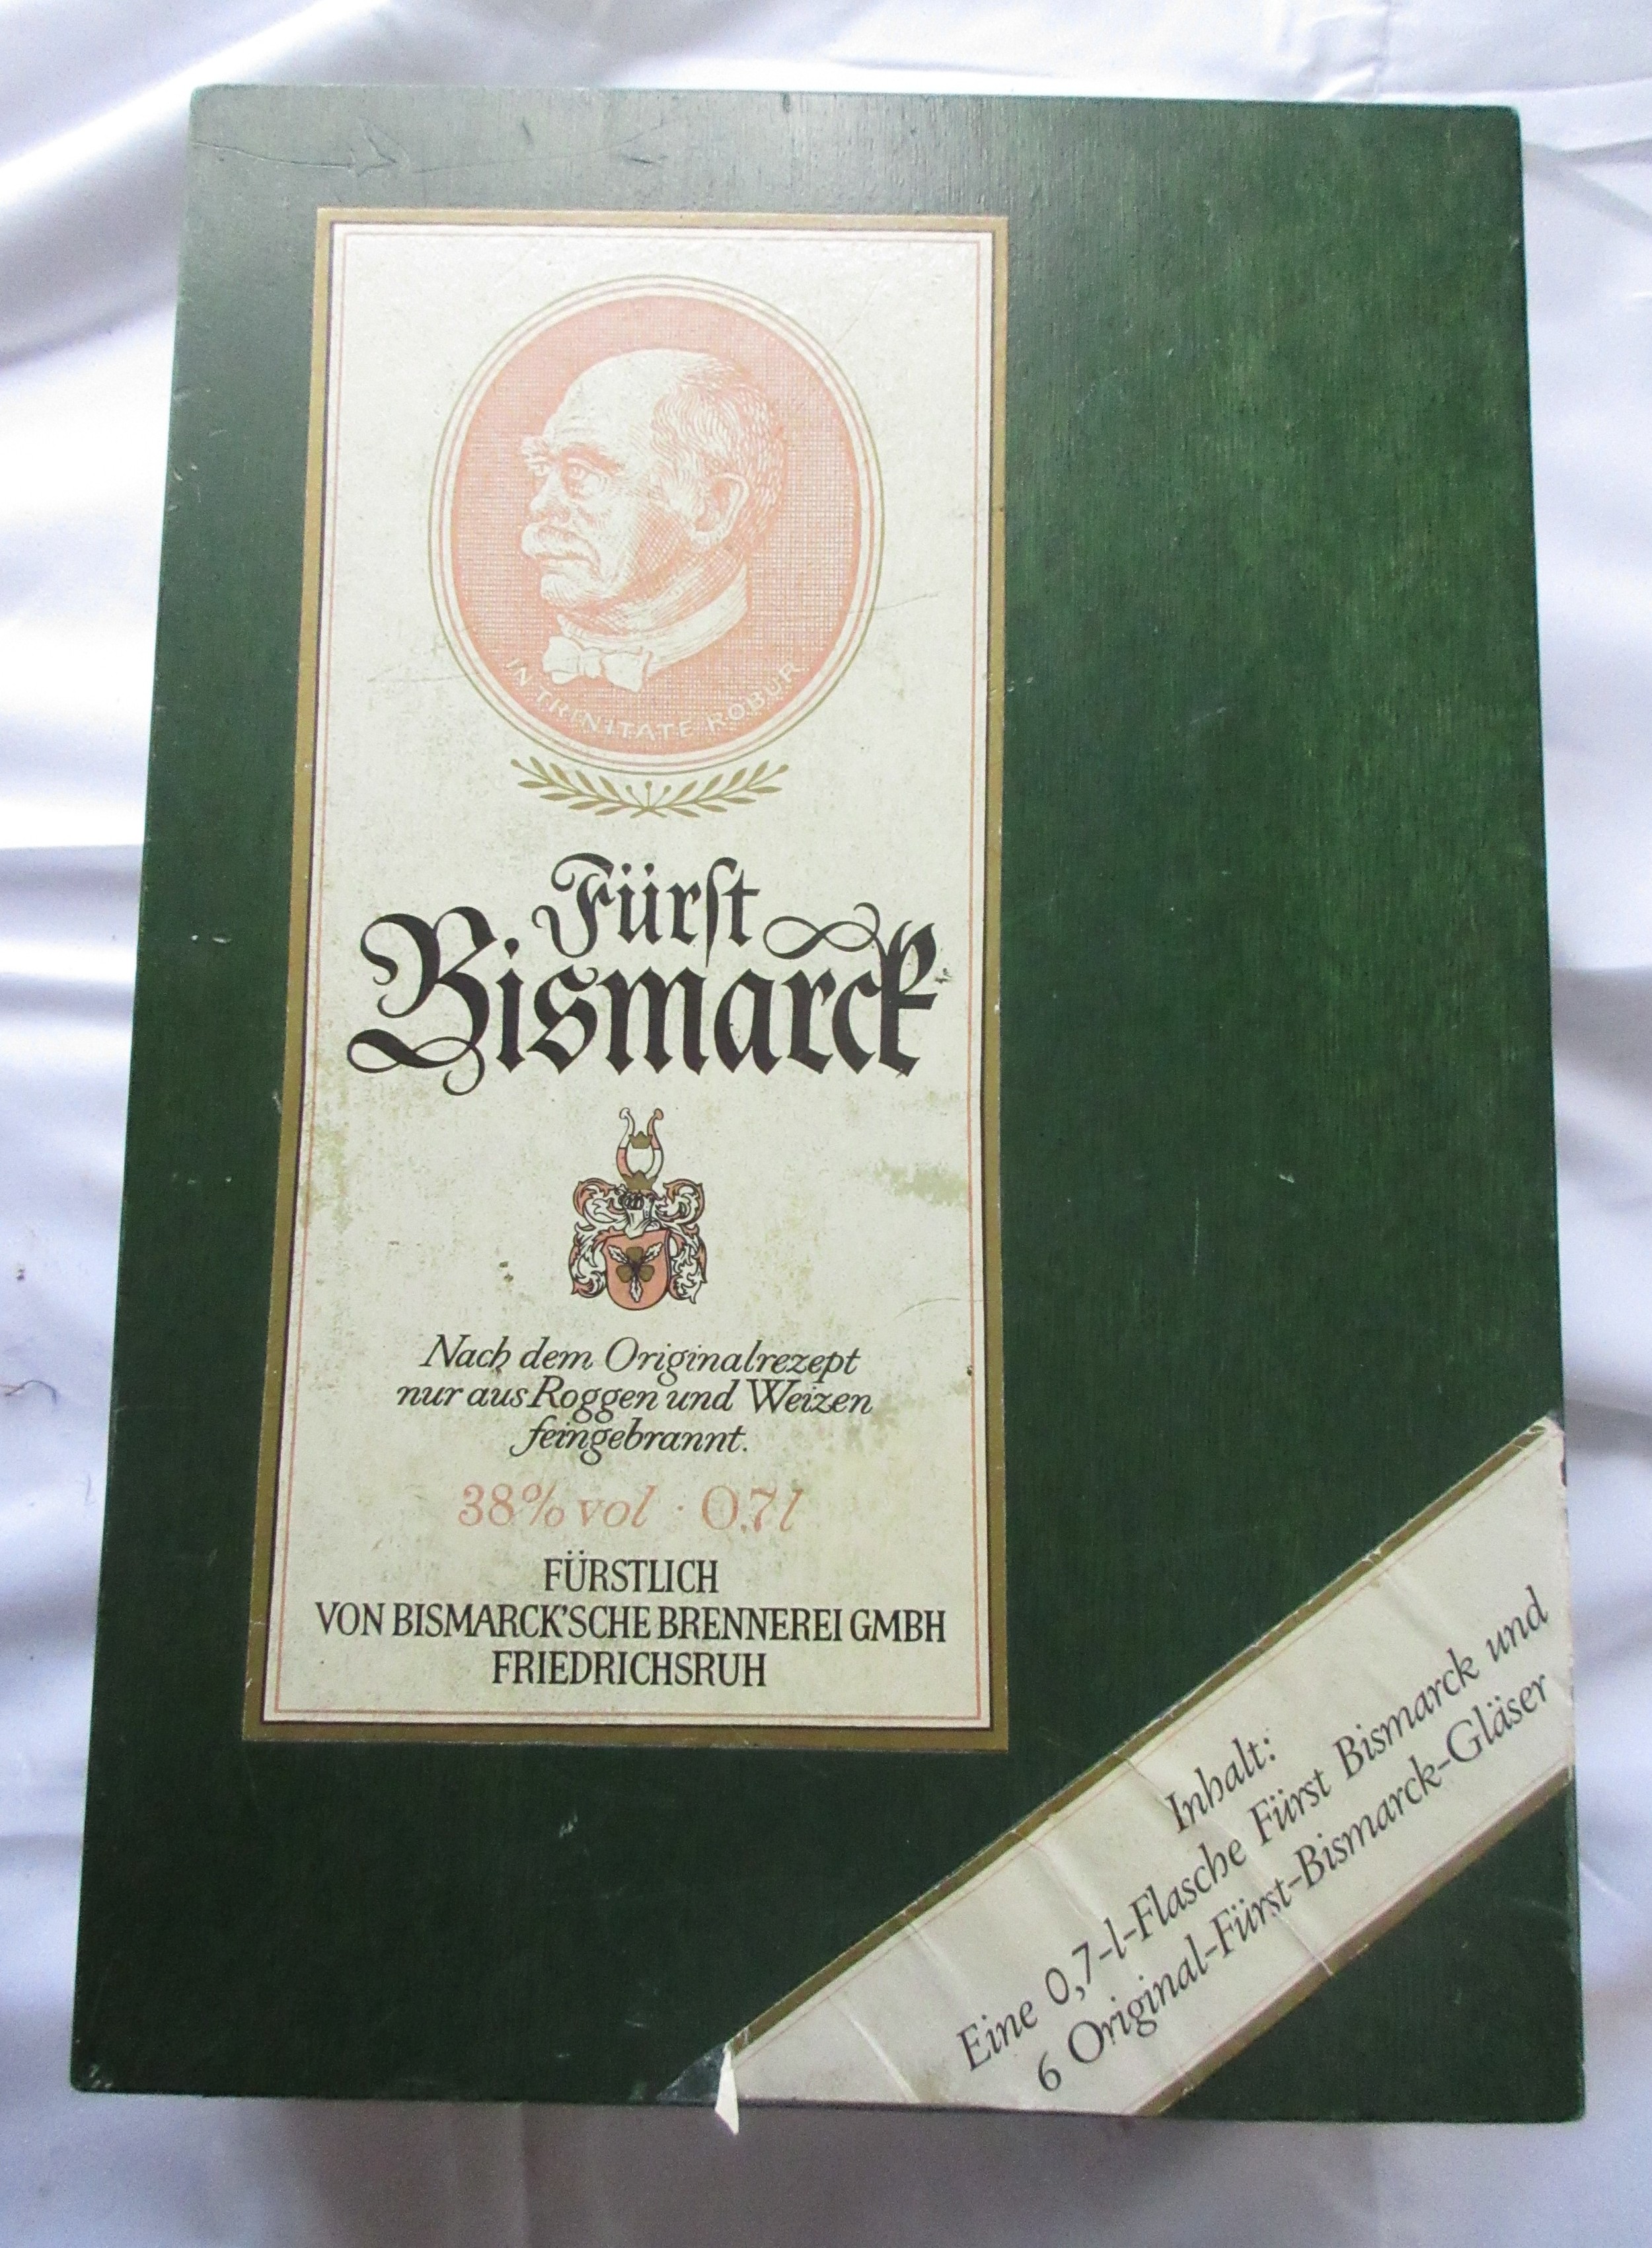 IN TRINITATE ROBUR
Fürst
Bismarck
Nach dem Originalrezept
nur aus Roggen und Weizen
feingebrannt.
38% vol · 0,7 l
FÜRSTLICH
VON BISMARCK'SCHE BRENNEREI GMBH
FRIEDRICHSRUH
Inhalt:
Eine 0,7-l-Flasche Fürst Bismarck und
6 Original-Fürst-Bismarck-Gläser